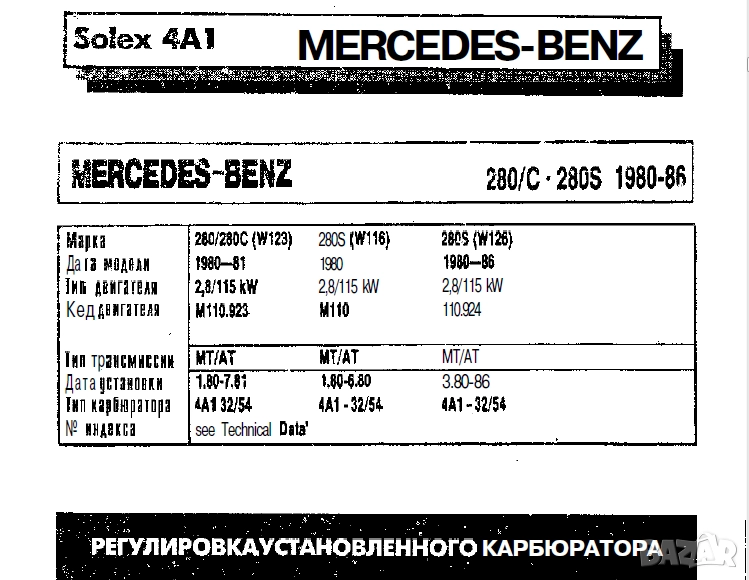 Solex 4A1 MERCEDES-BENZ
MERCEDES-BENZ 280/C · 280S 1980-86
Марка 280/280C (W123) 280S (W116) 280S (W126)
Дата модели 1980—81 1980 1980—86
Тип двигателя 2,8/115 kW 2,8/115 kW 2,8/115 kW
Кед двигателя M110.923 M110 110.924
Тип трансмиссии MT/AT MT/AT MT/AT
Дата установки 1.80-7.81 1.80-6.80 3.80-86
Тип карбюратора 4A1 32/54 4A1 - 32/54 4A1 - 32/54
№ индекса see Technical Data'
РЕГУЛИРОВКАУСТАНОВЛЕННОГО КАРБЮРАТОРА
БАZАР
bazar.bg